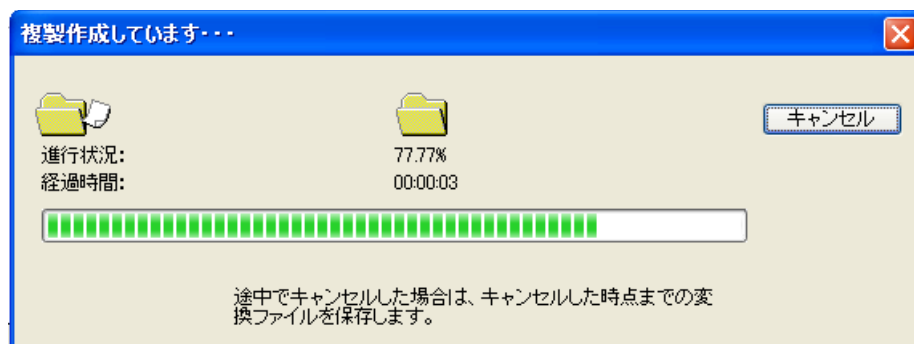 複製作成しています・・・
キャンセル
進行状況: 77.77%
経過時間: 00:00:03
途中でキャンセルした場合は、キャンセルした時点までの変
換ファイルを保存します。